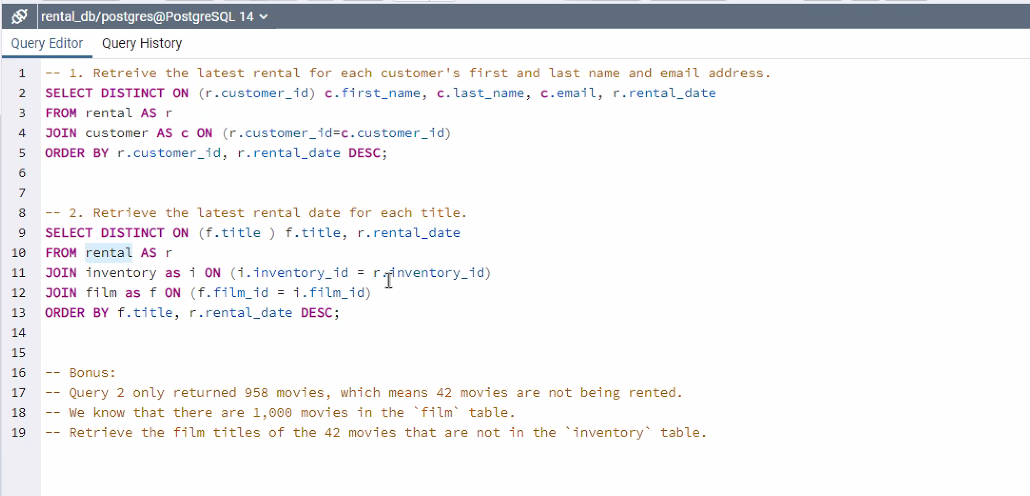 rental_db/postgres@PostgreSQL 14
Query Editor Query History
1 -- 1. Retreive the latest rental for each customer's first and last name and email address.
2 SELECT DISTINCT ON (r.customer_id) c.first_name, c.last_name, c.email, r.rental_date
3 FROM rental AS r
4 JOIN customer AS c ON (r.customer_id=c.customer_id)
5 ORDER BY r.customer_id, r.rental_date DESC;
6
7
8 -- 2. Retrieve the latest rental date for each title.
9 SELECT DISTINCT ON (f.title ) f.title, r.rental_date
10 FROM rental AS r
11 JOIN inventory as i ON (i.inventory_id = r.inventory_id)
12 JOIN film as f ON (f.film_id = i.film_id)
13 ORDER BY f.title, r.rental_date DESC;
14
15
16 -- Bonus:
17 -- Query 2 only returned 958 movies, which means 42 movies are not being rented.
18 -- We know that there are 1,000 movies in the `film` table.
19 -- Retrieve the film titles of the 42 movies that are not in the `inventory` table.